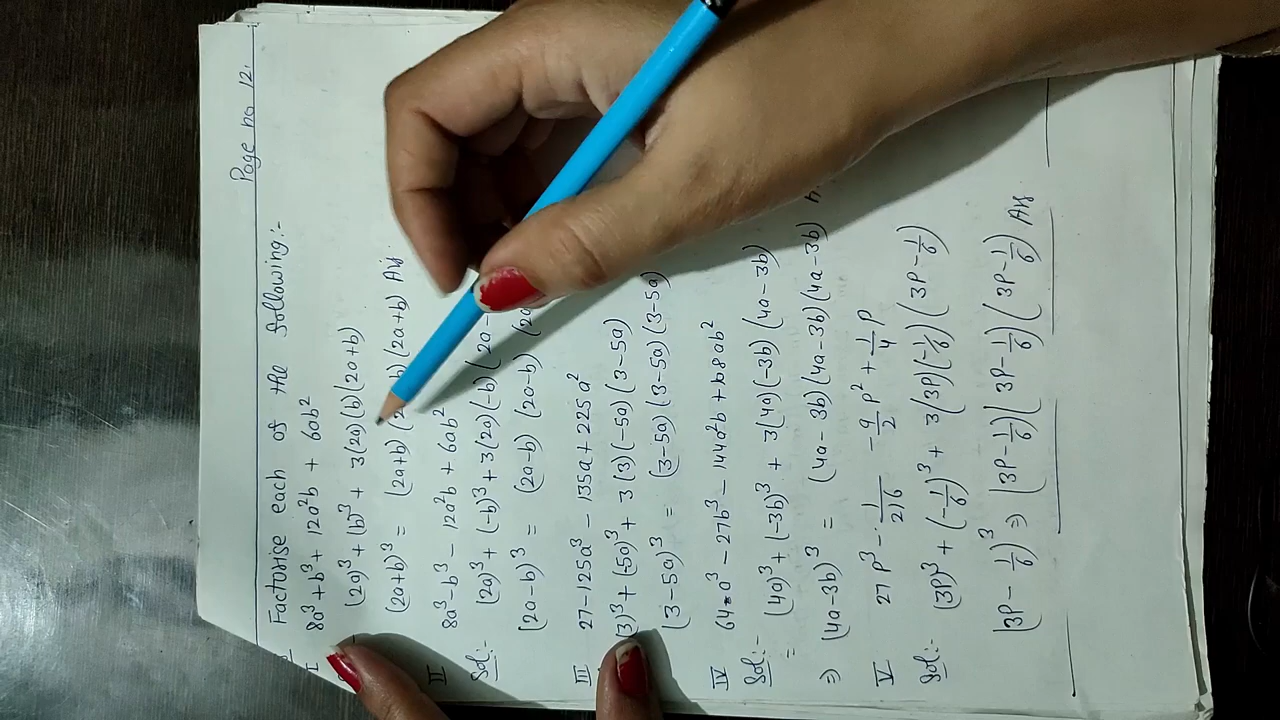 Page no 12.
Factorise each of the following:-
I 8a³ + b³ + 12a²b + 6ab²
(2a)³ + (b)³ + 3(2a)(b)(2a+b)
(2a+b)³ = (2a+b) (2 b) (2a+b) Ans.
II 8a³ - b³ - 12a²b + 6ab²
Sol:- (2a)³ + (-b)³ + 3(2a)(-b) (2a-
(2a-b)³ = (2a-b) (2a-b) (2a
III 27 - 125a³ - 135a + 225a²
(3)³ + (5a)³ + 3(3)(-5a)(3-5a)
(3-5a)³ = (3-5a)(3-5a)(3-5a)
IV 64a³ - 27b³ - 144a²b + 108ab²
Sol:- = (4a)³ + (-3b)³ + 3(4a)(-3b)(4a-3b)
⇒ (4a-3b)³ = (4a-3b)(4a-3b)(4a-3b)
V 27P³ - 1/216 - 9/2 P² + 1/4 P
Sol:- (3P)³ + (-1/6)³ + 3(3P)(-1/6)(3P-1/6)
(3P - 1/6)³ ⇒ (3P-1/6)(3P-1/6)(3P-1/6) Ans